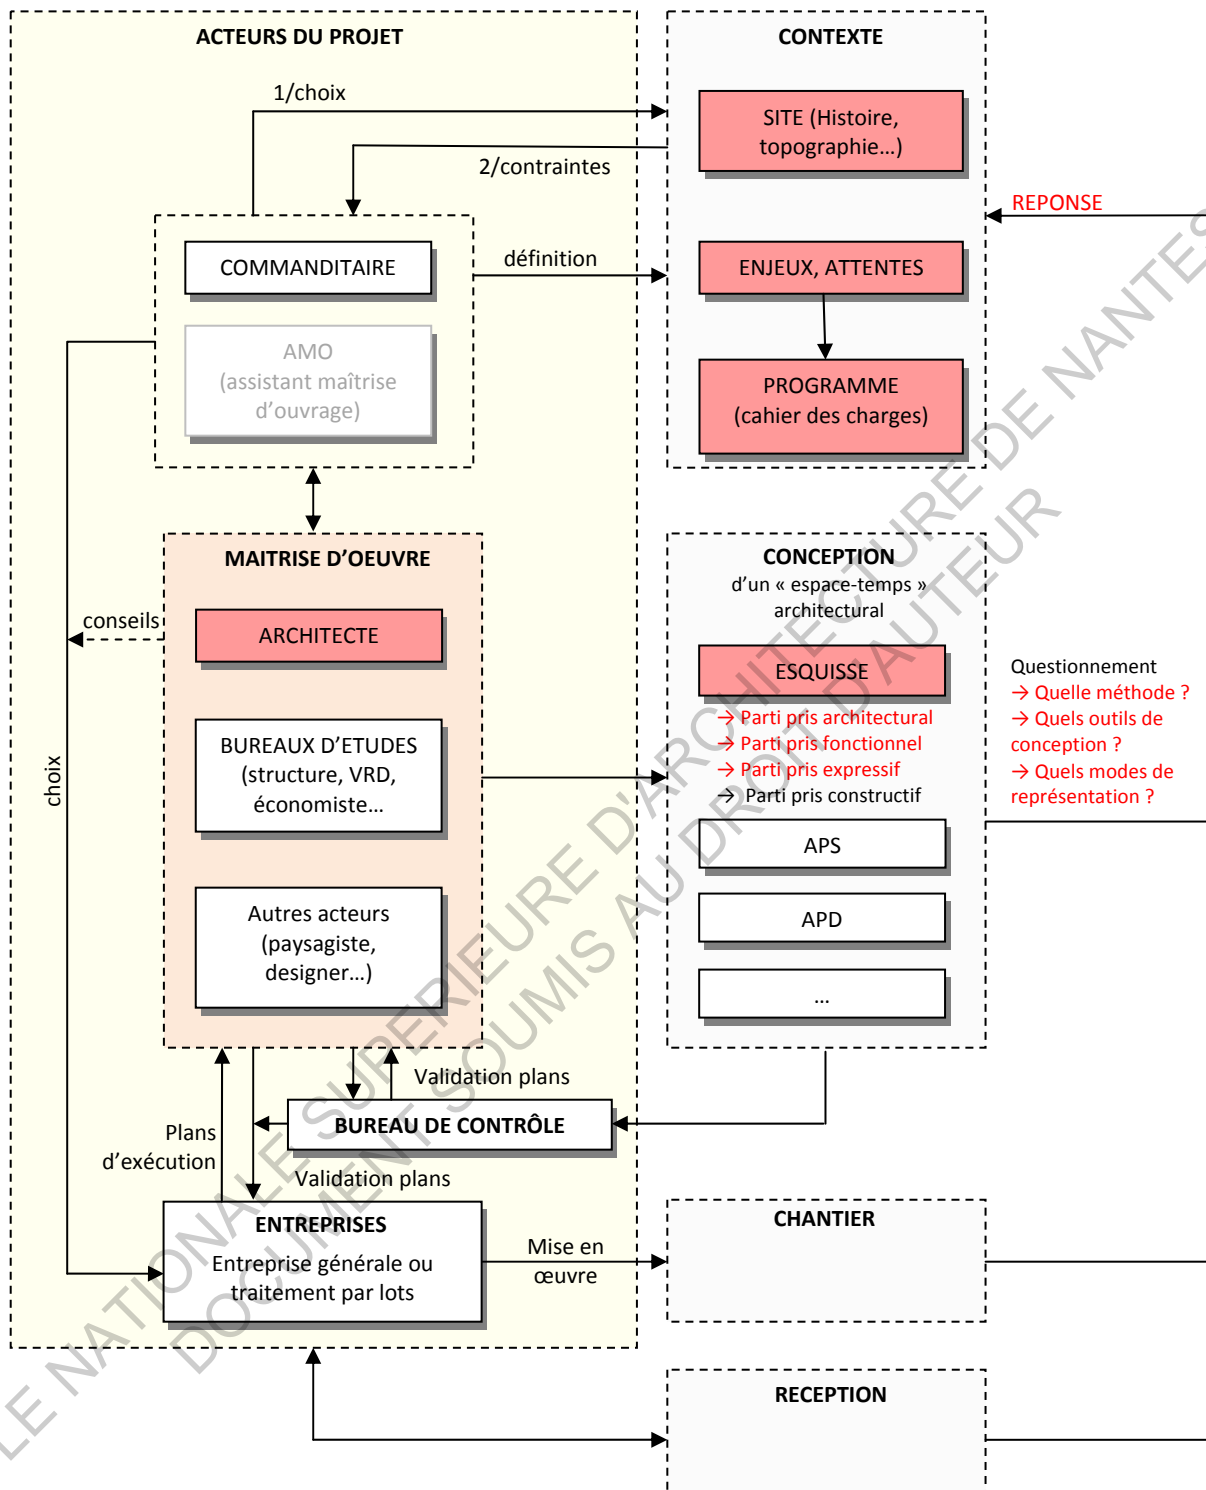 ACTEURS DU PROJET
CONTEXTE
1/choix
SITE (Histoire,
topographie…)
2/contraintes
REPONSE
COMMANDITAIRE
définition
ENJEUX, ATTENTES
AMO
(assistant maîtrise
d’ouvrage)
PROGRAMME
(cahier des charges)
MAITRISE D’OEUVRE
CONCEPTION
d’un « espace-temps »
architectural
conseils
ARCHITECTE
ESQUISSE
→ Parti pris architectural
→ Parti pris fonctionnel
→ Parti pris expressif
→ Parti pris constructif
Questionnement
→ Quelle méthode ?
→ Quels outils de
conception ?
→ Quels modes de
représentation ?
choix
BUREAUX D’ETUDES
(structure, VRD,
économiste…
APS
Autres acteurs
(paysagiste,
designer…)
APD
…
Validation plans
BUREAU DE CONTRÔLE
Plans
d’exécution
Validation plans
ENTREPRISES
Entreprise générale ou
traitement par lots
Mise en
œuvre
CHANTIER
RECEPTION
LE NATIONALE SUPERIEURE D'ARCHITECTURE DE NANTES
DOCUMENT SOUMIS AU DROIT D'AUTEUR